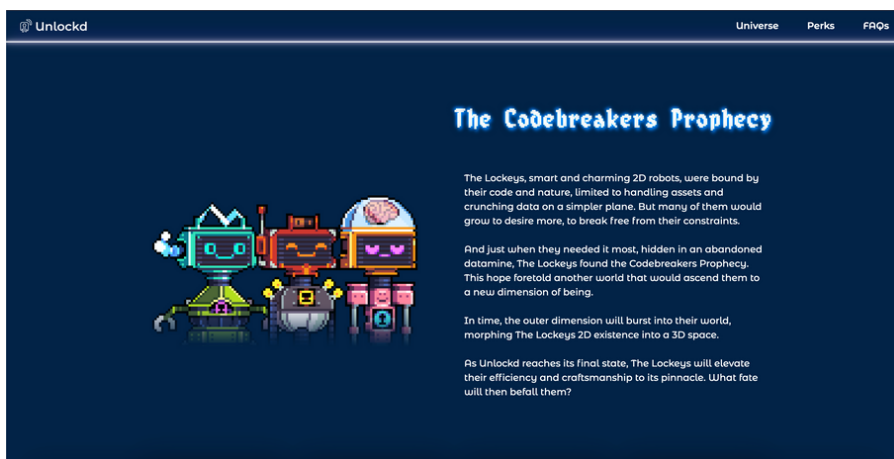 Unlockd
Universe Perks FAQs
The Codebreakers Prophecy
The Lockeys, smart and charming 2D robots, were bound by
their code and nature, limited to handling assets and
crunching data on a simpler plane. But many of them would
grow to desire more, to break free from their constraints.
And just when they needed it most, hidden in an abandoned
datamine, The Lockeys found the Codebreakers Prophecy.
This hope foretold another world that would ascend them to
a new dimension of being.
In time, the outer dimension will burst into their world,
morphing The Lockeys 2D existence into a 3D space.
As Unlockd reaches its final state, The Lockeys will elevate
their efficiency and craftsmanship to its pinnacle. What fate
will then befall them?